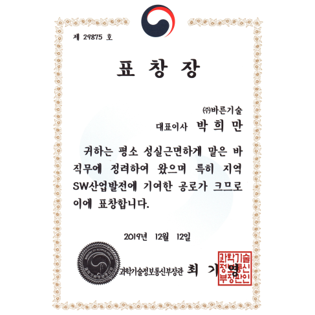 제 29875 호
표 창 장
㈜바른기술
대표이사 박 희 만
귀하는 평소 성실근면하게 맡은 바
직무에 정려하여 왔으며 특히 지역
SW산업발전에 기여한 공로가 크므로
이에 표창합니다.
2019년 12월 12일
과학기술정보통신부장관 최 기 영
과학기술
정보통신
부장관인